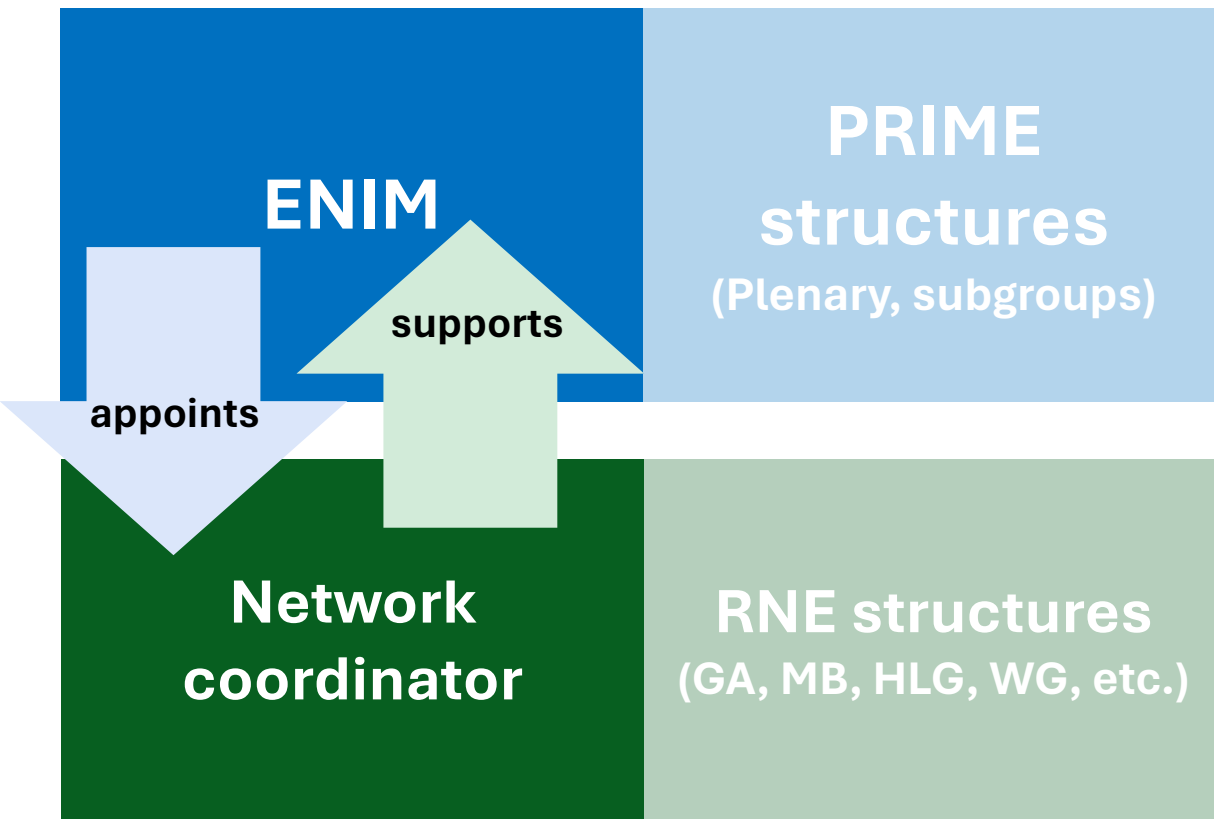 ENIM
appoints
supports
PRIME
structures
(Plenary, subgroups)
Network
coordinator
RNE structures
(GA, MB, HLG, WG, etc.)